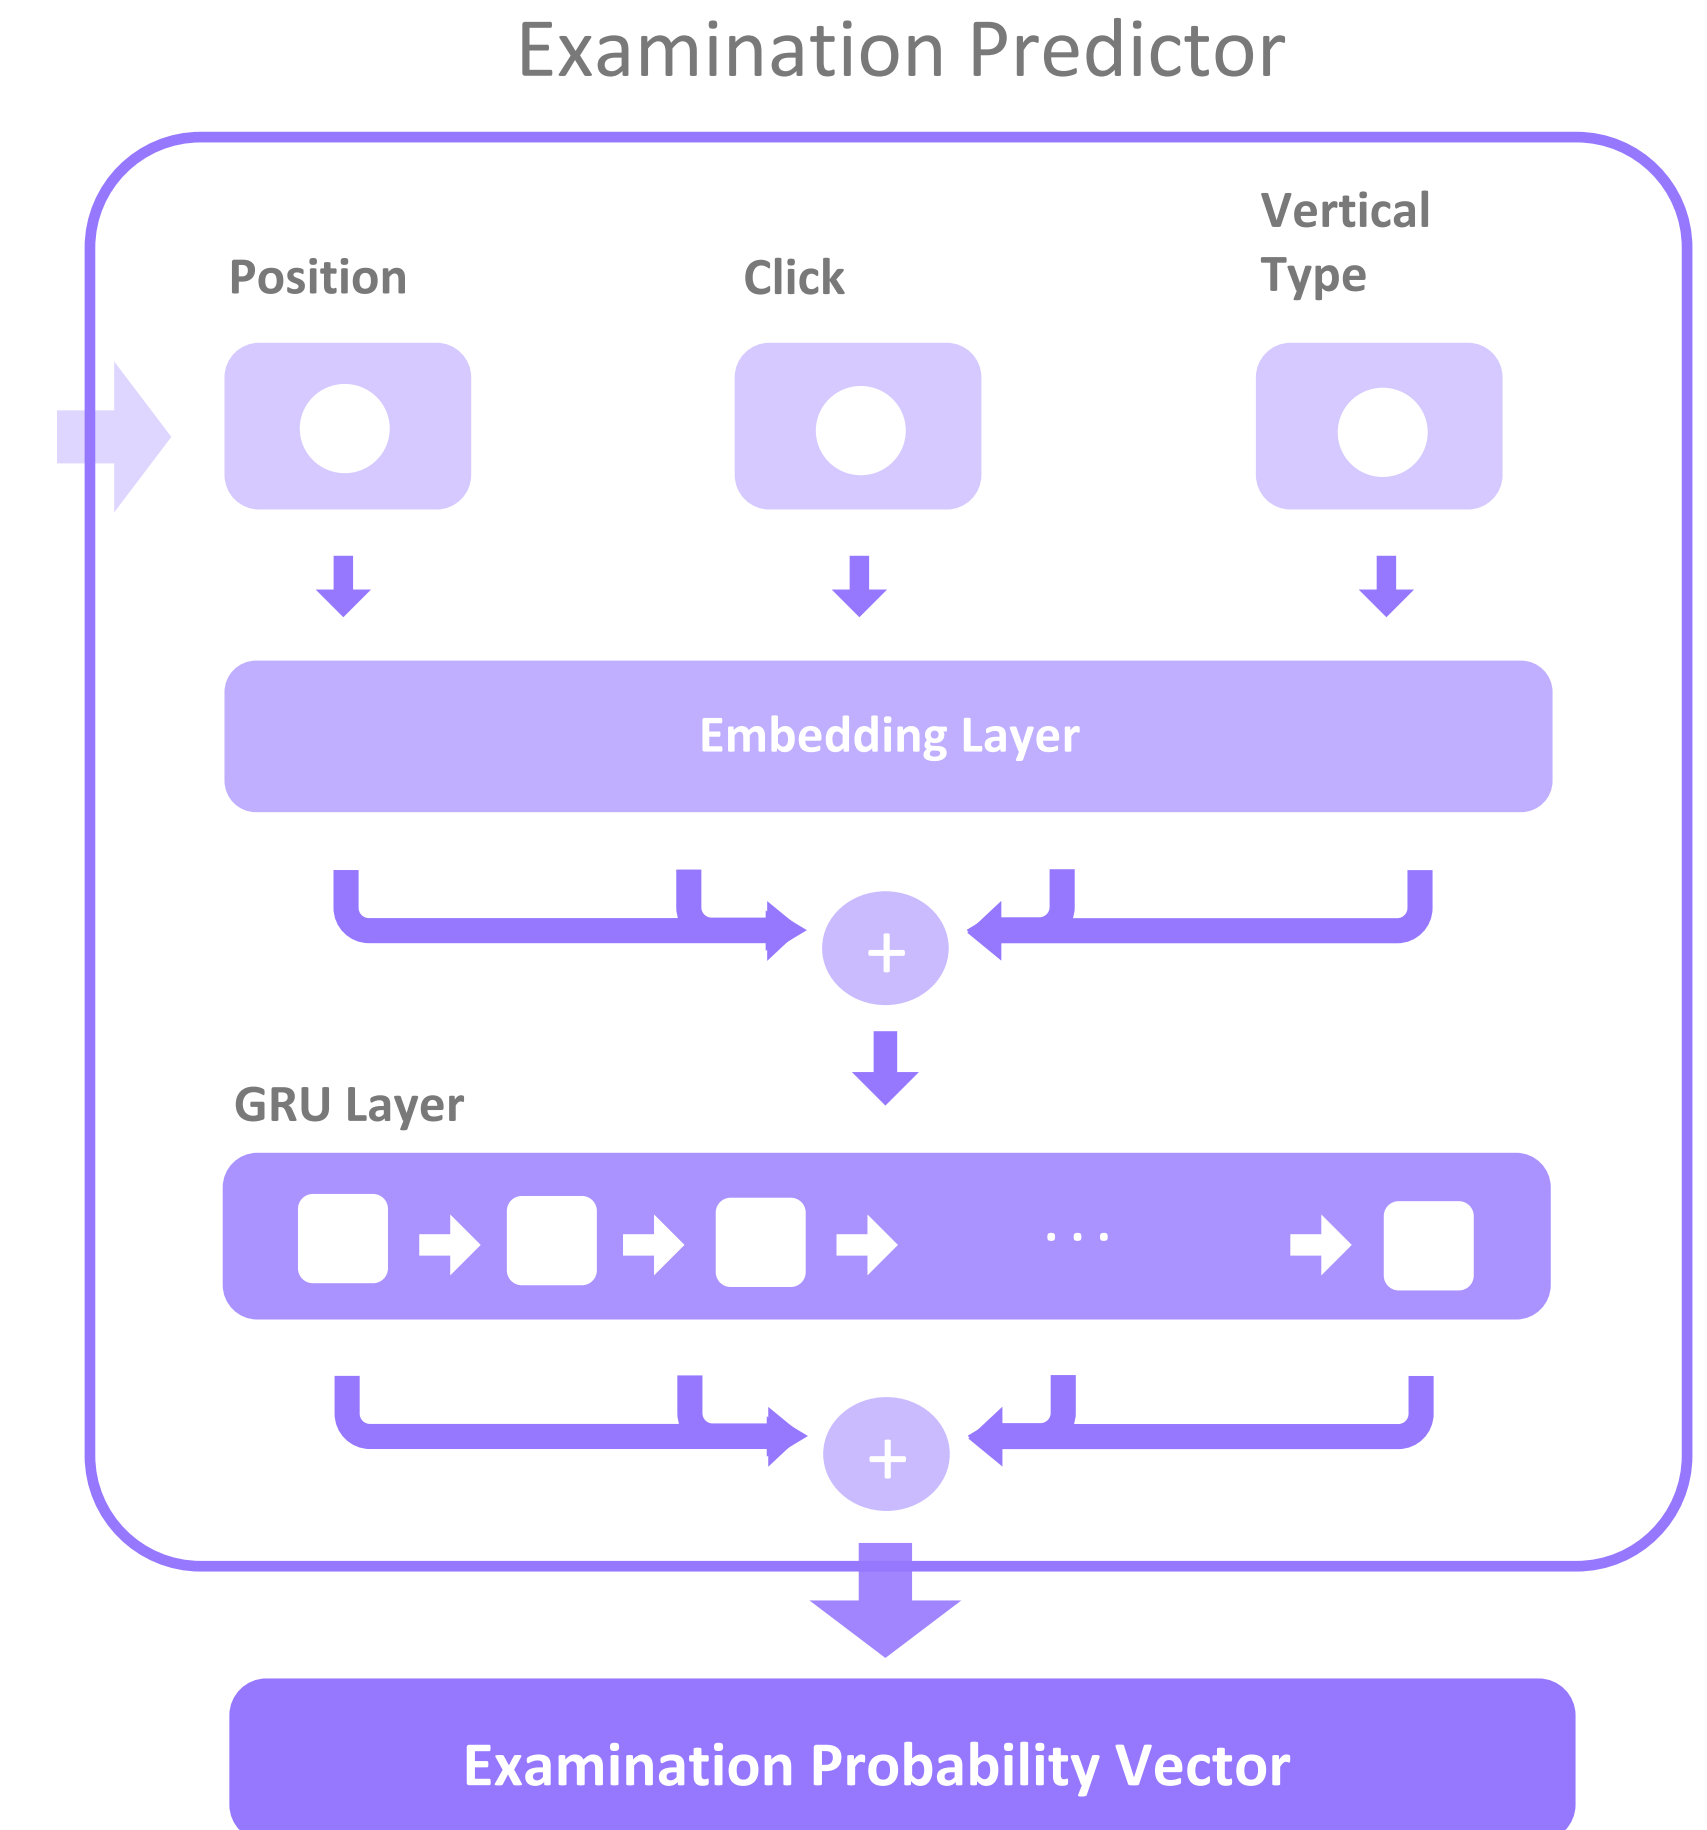 Examination Predictor
Position
Click
Vertical
Type
Embedding Layer
+
GRU Layer
...
+
Examination Probability Vector